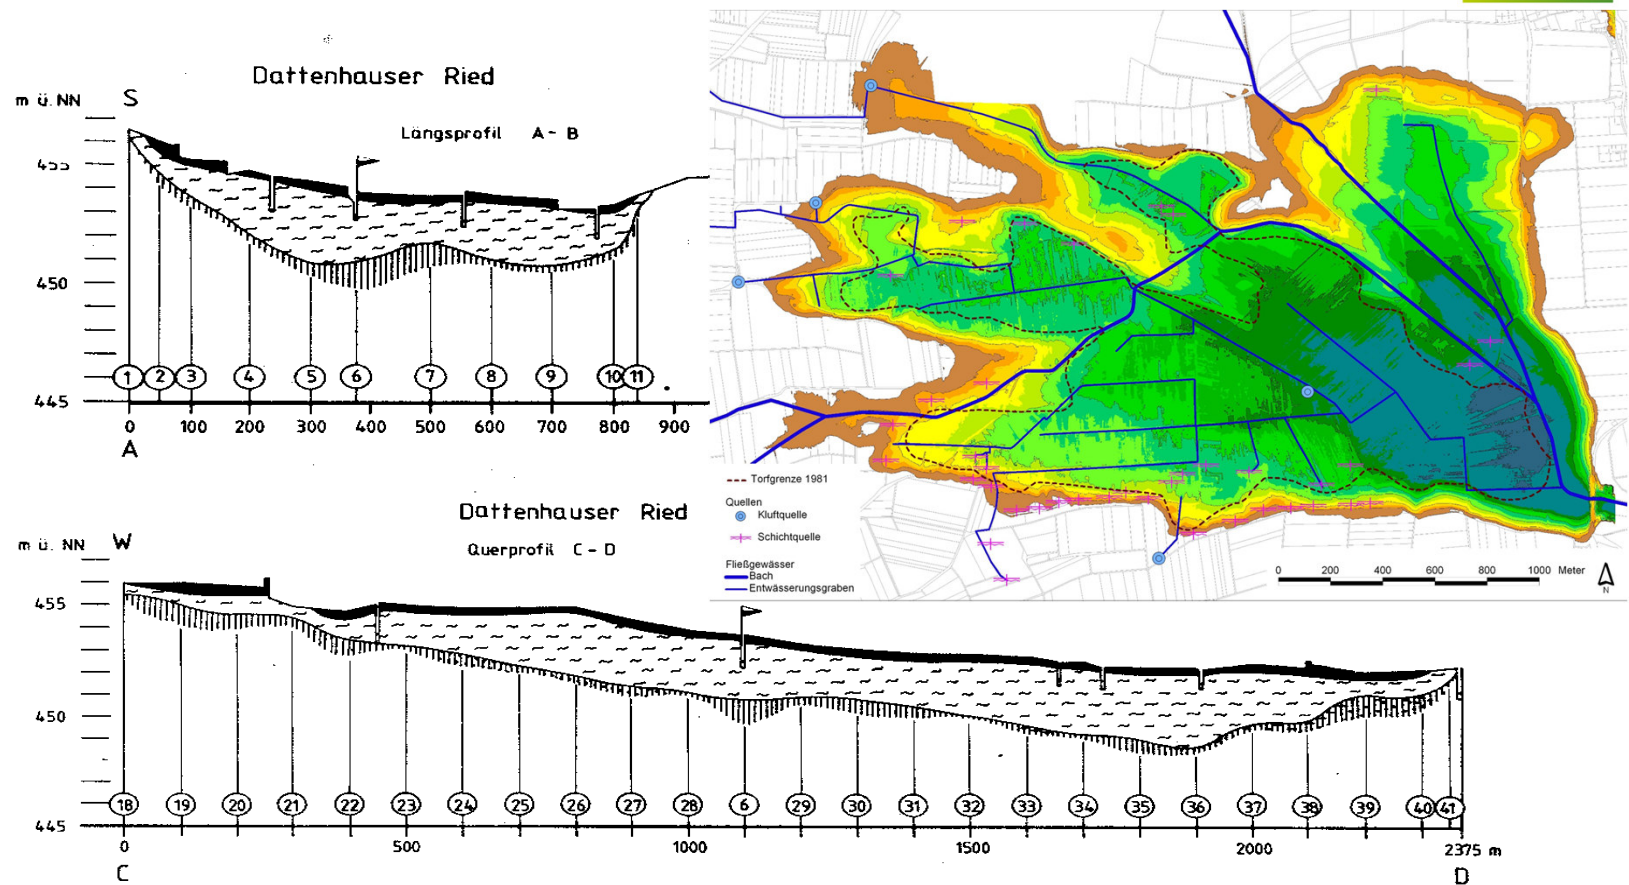 Dattenhauser Ried
m ü. NN S
Längsprofil A - B
455
450
1 2 3 4 5 6 7 8 9 10 11
445
0 100 200 300 400 500 600 700 800 900
A
Torfgrenze 1981
Quellen
Kluftquelle
Schichtquelle
Fließgewässer
Bach
Entwässerungsgraben
0 200 400 600 800 1000 Meter
N
Dattenhauser Ried
m ü. NN W
Querprofil C - D
455
450
18 19 20 21 22 23 24 25 26 27 28 6 29 30 31 32 33 34 35 36 37 38 39 40 41
445
0 500 1000 1500 2000 2375 m
C D